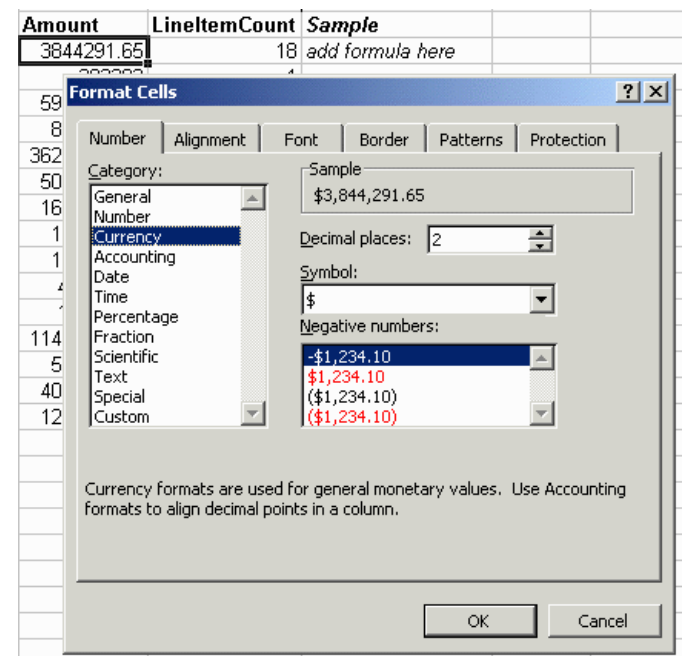 Amount LineItemCount Sample
3844291.65 18 add formula here
59
8
362
50
16
1
1
114
5
40
12
Format Cells
Number Alignment Font Border Patterns Protection
Category:
General
Number
Currency
Accounting
Date
Time
Percentage
Fraction
Scientific
Text
Special
Custom
Sample
$3,844,291.65
Decimal places: 2
Symbol:
$
Negative numbers:
-$1,234.10
$1,234.10
($1,234.10)
($1,234.10)
Currency formats are used for general monetary values. Use Accounting
formats to align decimal points in a column.
OK Cancel